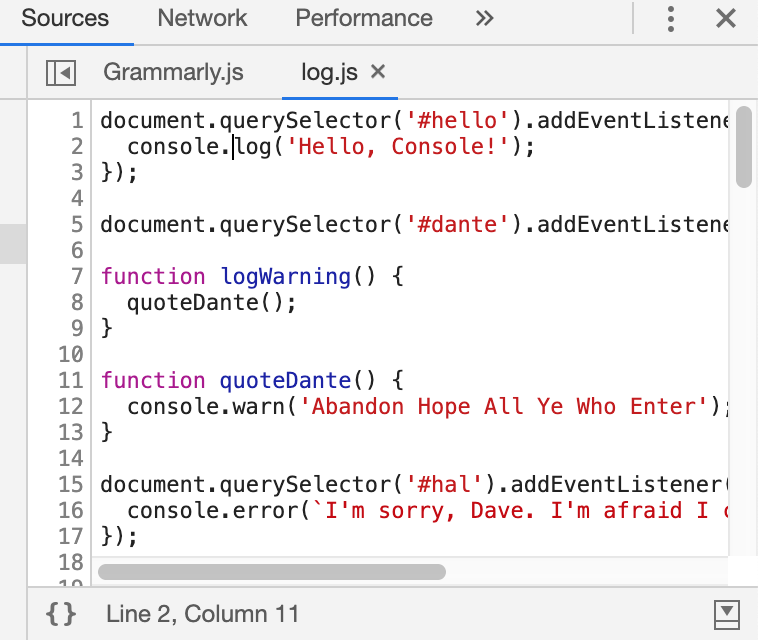 Sources Network Performance »
Grammarly.js log.js ×
1 document.querySelector('#hello').addEventListene
2   console.log('Hello, Console!');
3 });
4
5 document.querySelector('#dante').addEventListene
6
7 function logWarning() {
8   quoteDante();
9 }
10
11 function quoteDante() {
12   console.warn('Abandon Hope All Ye Who Enter');
13 }
14
15 document.querySelector('#hal').addEventListener(
16   console.error(`I'm sorry, Dave. I'm afraid I
17 });
18
{} Line 2, Column 11